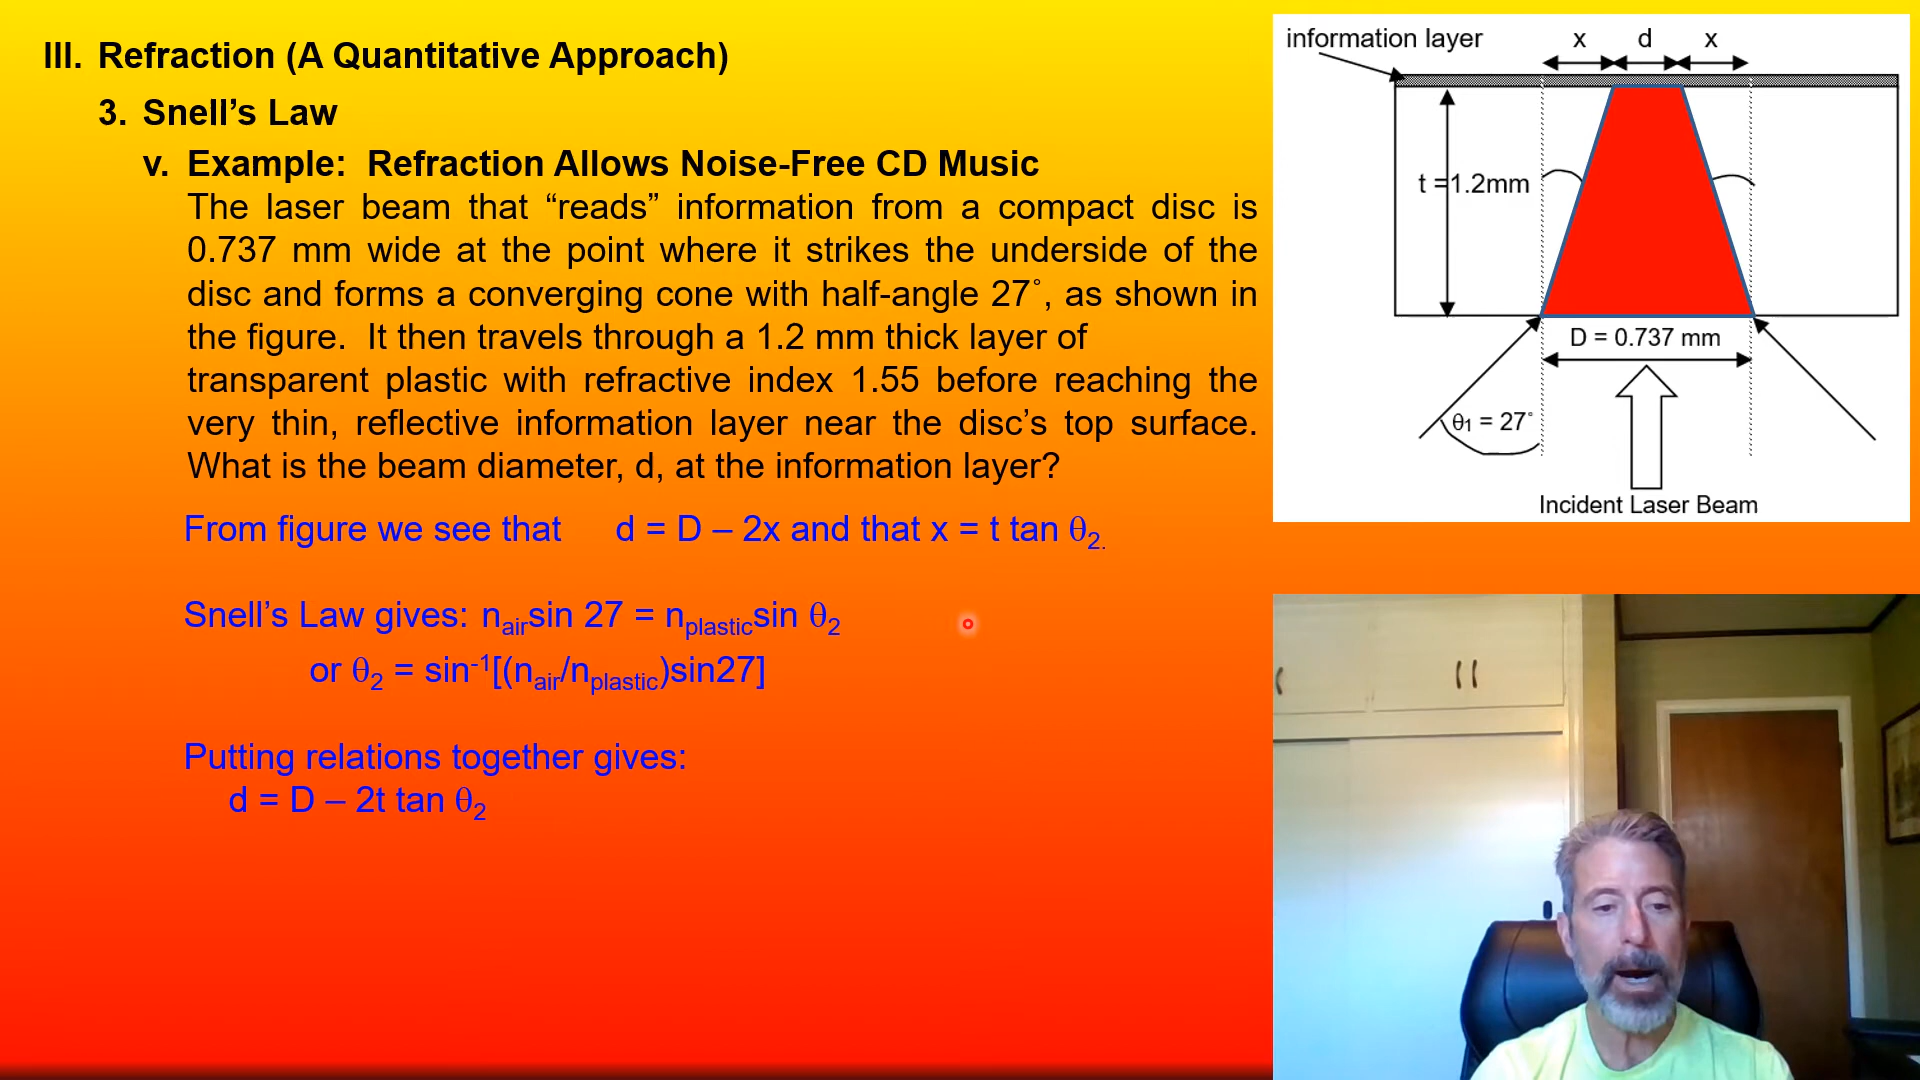 III. Refraction (A Quantitative Approach)
3. Snell’s Law
v. Example: Refraction Allows Noise-Free CD Music
The laser beam that “reads” information from a compact disc is
0.737 mm wide at the point where it strikes the underside of the
disc and forms a converging cone with half-angle 27˚, as shown in
the figure. It then travels through a 1.2 mm thick layer of
transparent plastic with refractive index 1.55 before reaching the
very thin, reflective information layer near the disc’s top surface.
What is the beam diameter, d, at the information layer?
From figure we see that d = D – 2x and that x = t tan θ2.
Snell’s Law gives: nairsin 27 = nplasticsin θ2
or θ2 = sin-1[(nair/nplastic)sin27]
Putting relations together gives:
d = D – 2t tan θ2
information layer
x d x
t =1.2mm
D = 0.737 mm
θ1 = 27˚
Incident Laser Beam